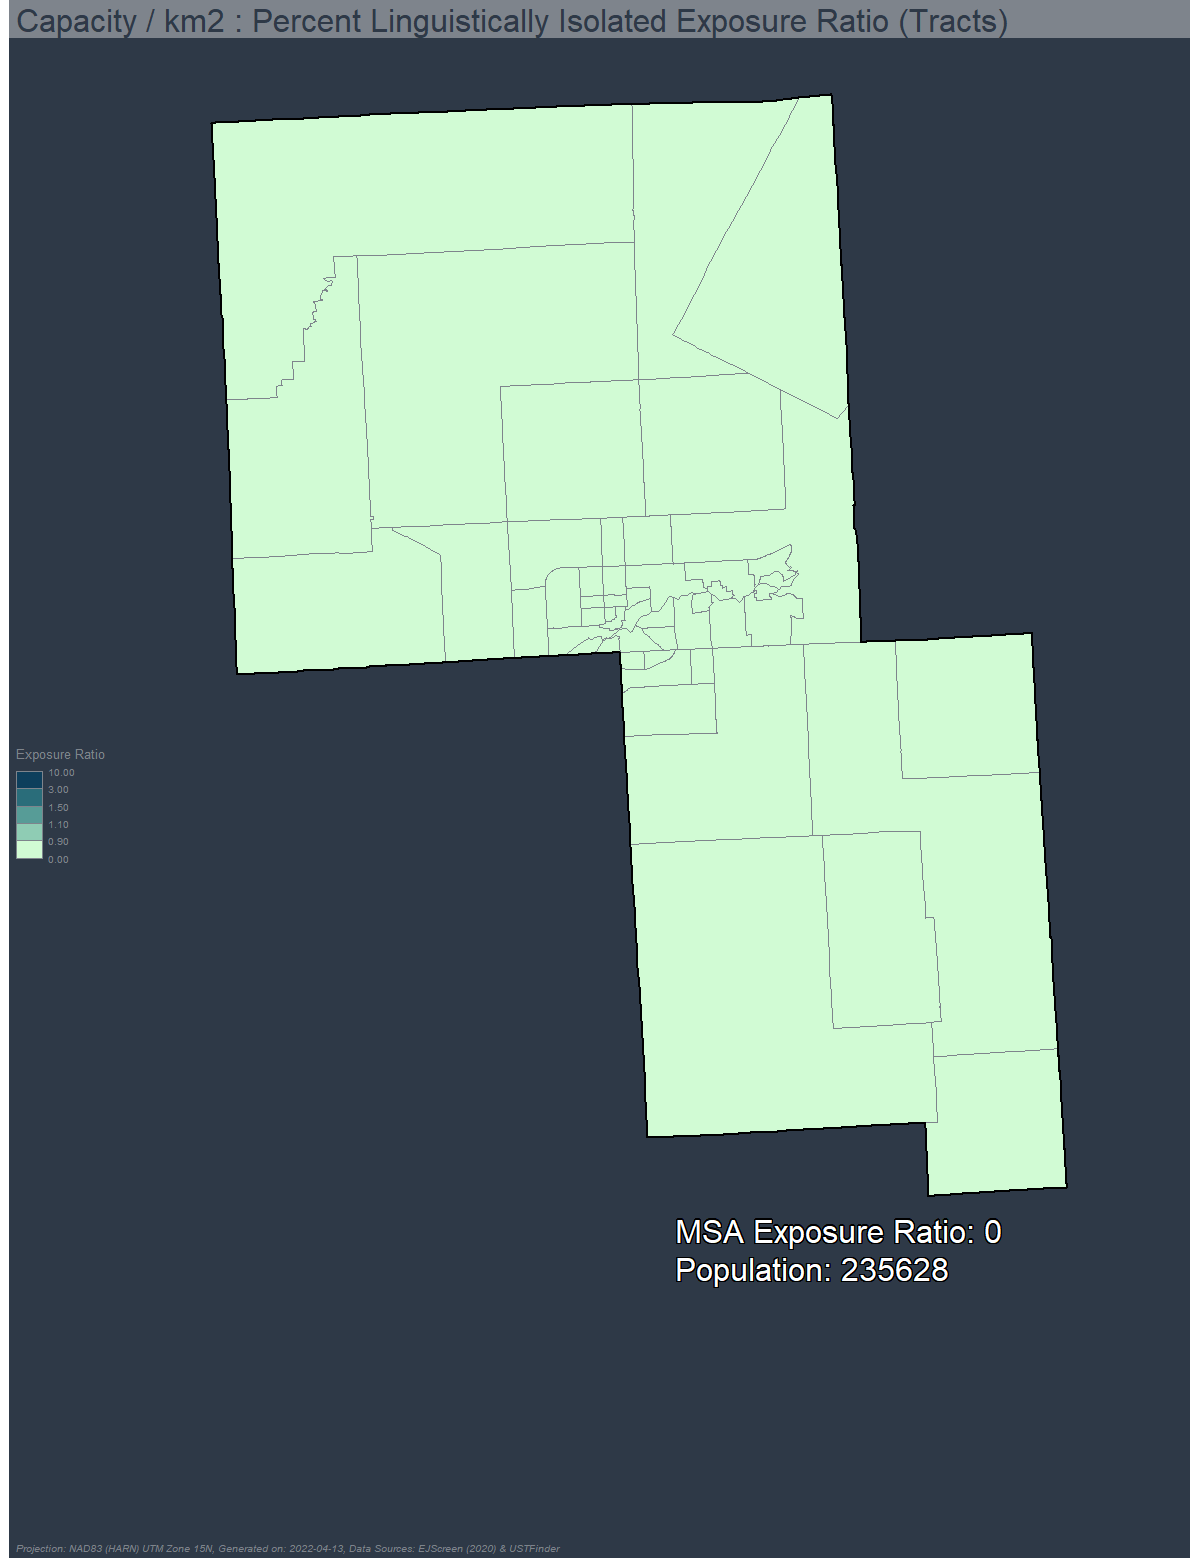 Capacity / km2 : Percent Linguistically Isolated Exposure Ratio (Tracts)
Exposure Ratio
10.00
3.00
1.50
1.10
0.90
0.00
MSA Exposure Ratio: 0
Population: 235628
Projection: NAD83 (HARN) UTM Zone 15N, Generated on: 2022-04-13, Data Sources: EJScreen (2020) & USTFinder